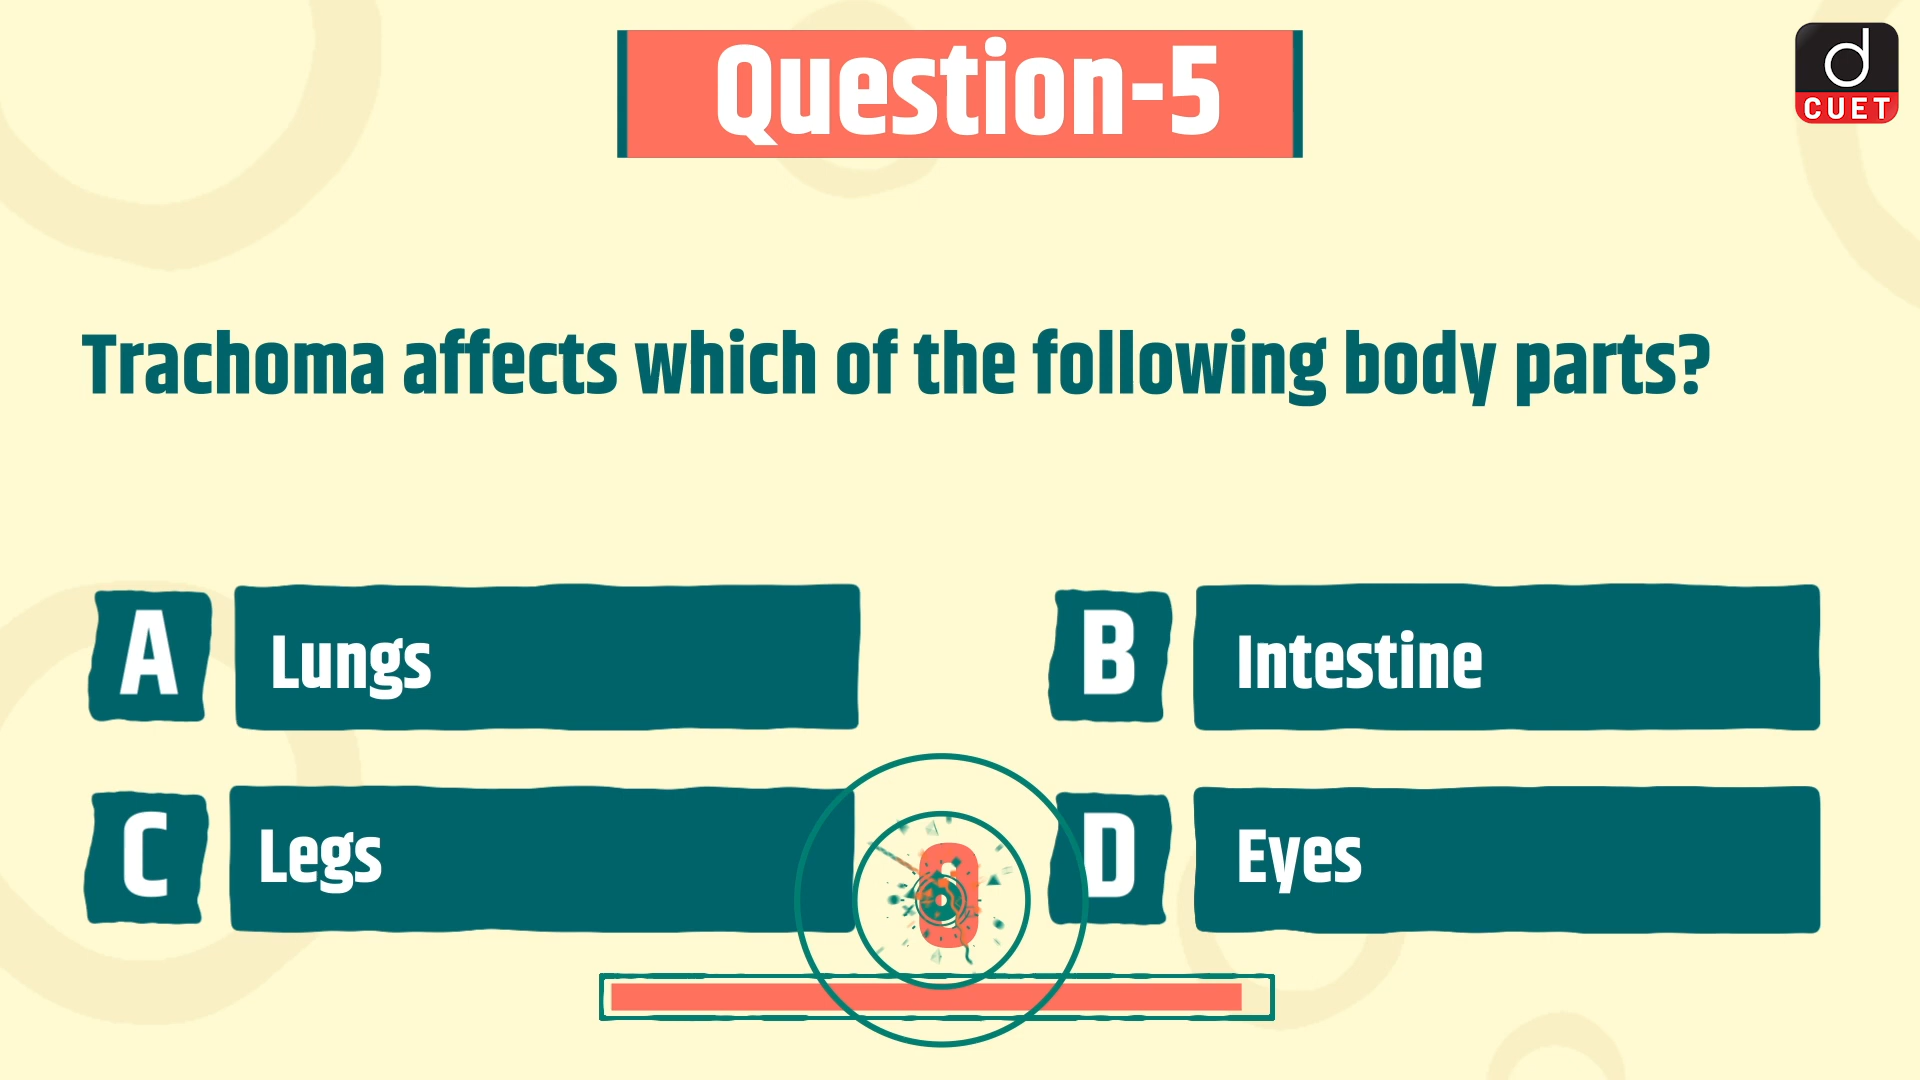 Question-5
d
CUET
Trachoma affects which of the following body parts?
A
Lungs
B
Intestine
C
Legs
D
Eyes